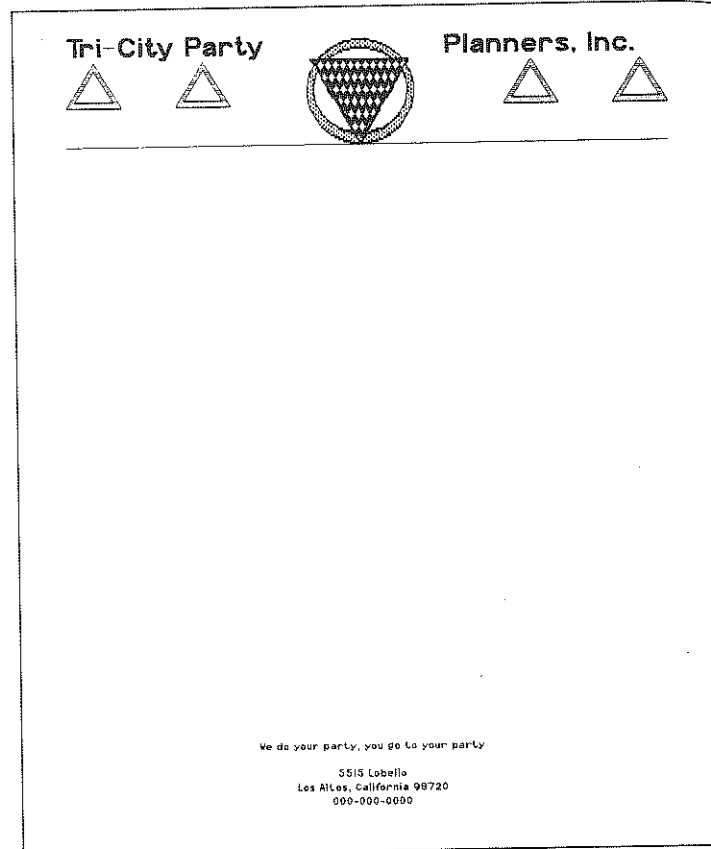 Tri-City Party Planners, Inc.
We do your party, you go to your party
5515 Lobello
Los Altos, California 98720
000-000-0000